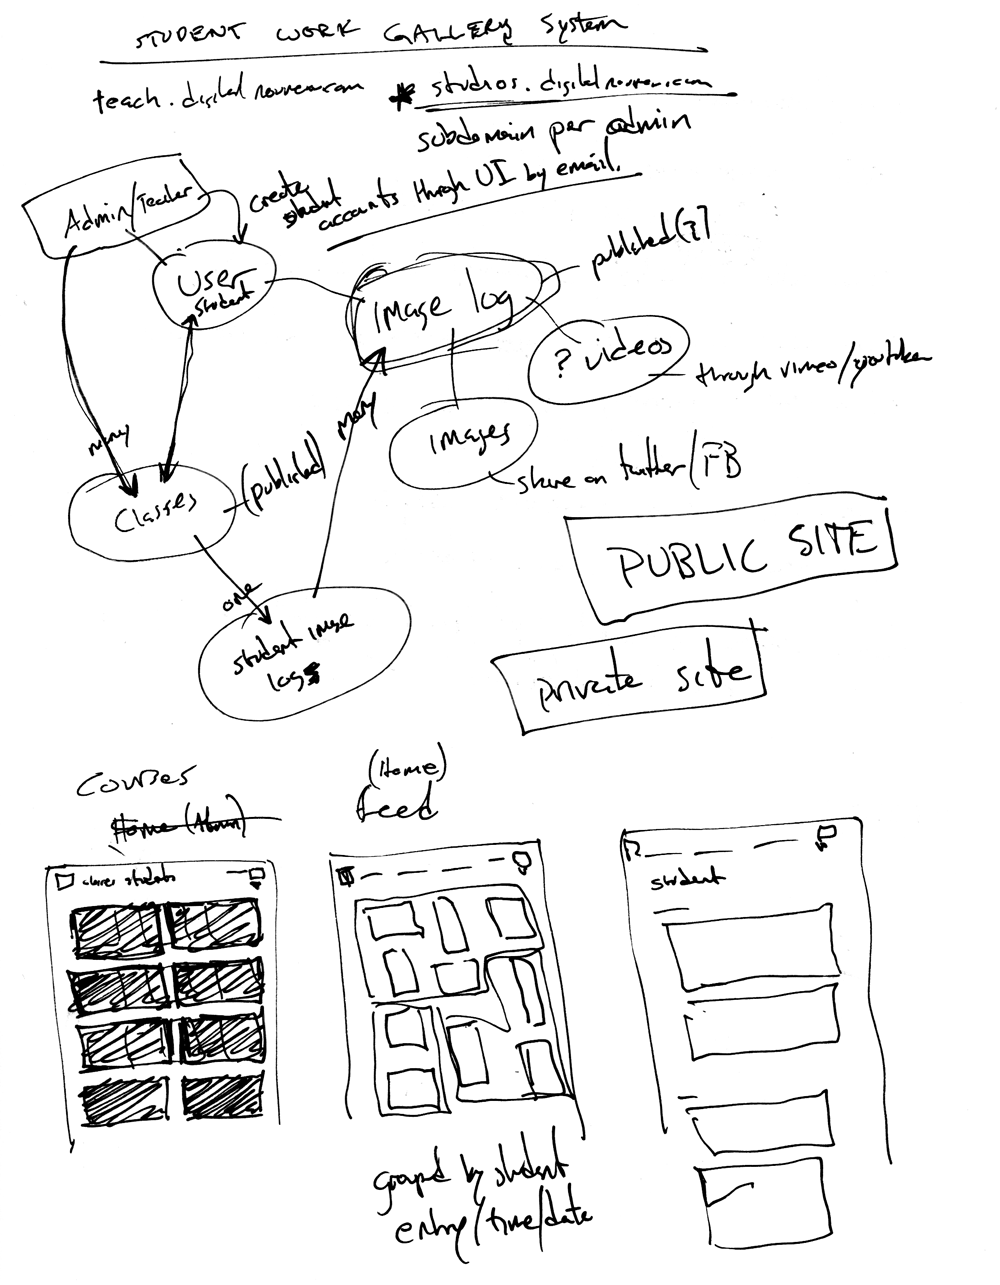 STUDENT WORK GALLERY System
teach.digitalnouveau.com
* studios.digitalnouveau.com
subdomain per admin
Admin/Teacher
create
student
accounts through UI by email.
User
student
image log
published(?)
? videos
through vimeo/
many
many
images
share on twitter/FB
Classes
(published)
one
student image
logs
PUBLIC SITE
private site
Courses
Home (Admin)
(Home)
feed
students
student
grouped by student
entry/time/date